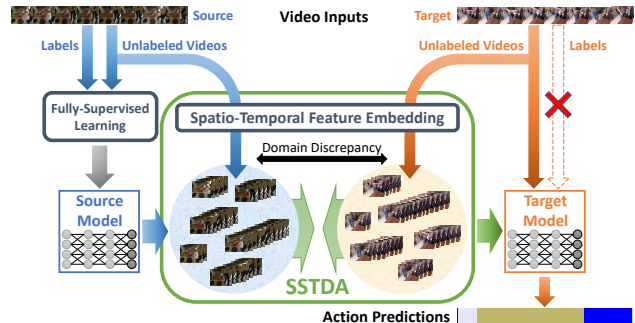 Source
Video Inputs
Target
Labels
Unlabeled Videos
Unlabeled Videos
Labels
Fully-Supervised
Learning
Spatio-Temporal Feature Embedding
Domain Discrepancy
Source
Model
Target
Model
SSTDA
Action Predictions